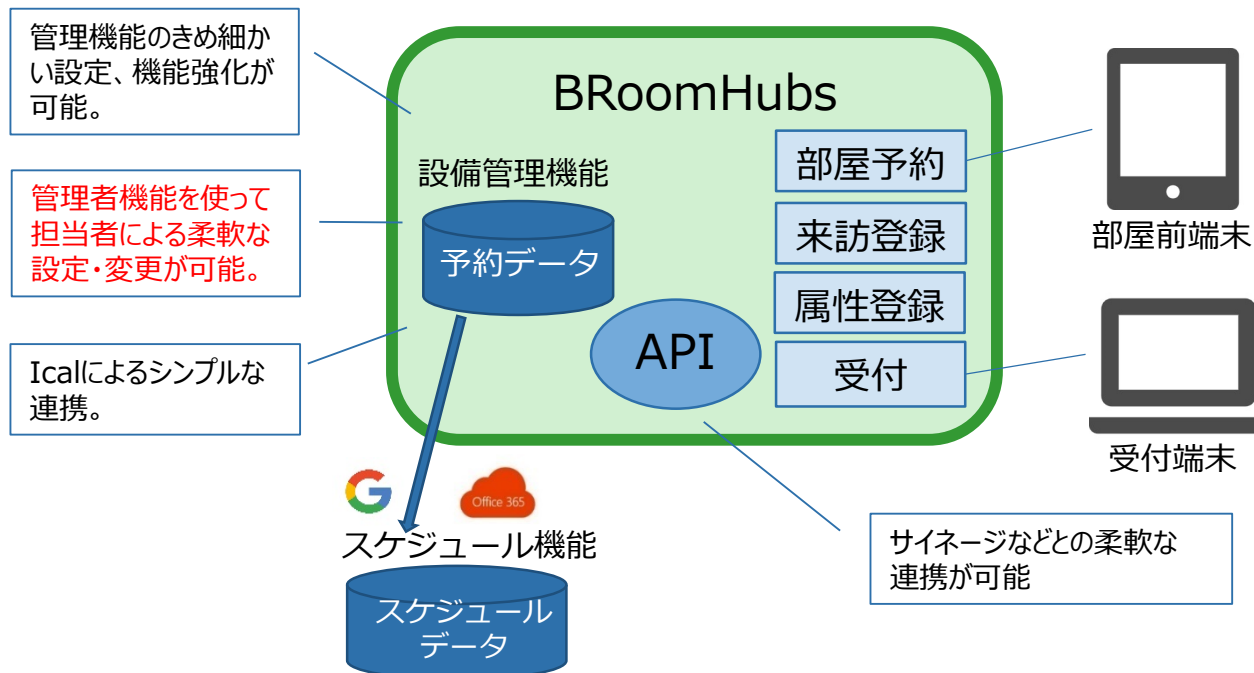 管理機能のきめ細か
い設定、機能強化が
可能。
管理者機能を使って
担当者による柔軟な
設定・変更が可能。
Icalによるシンプルな
連携。
BRoomHubs
設備管理機能
予約データ
API
部屋予約
来訪登録
属性登録
受付
部屋前端末
受付端末
G
Office 365
スケジュール機能
スケジュール
データ
サイネージなどとの柔軟な
連携が可能